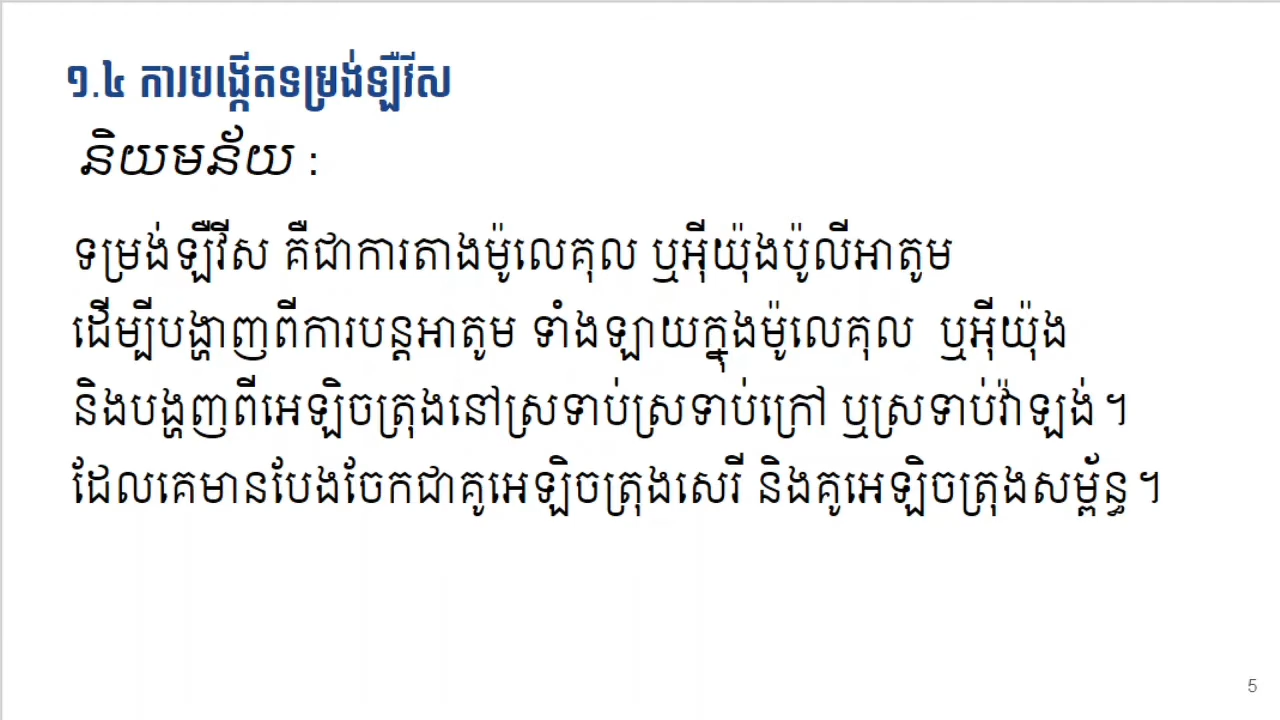 ១.៤ ការបង្កើតទម្រង់ឡឺវីស
និយមន័យ :
ទម្រង់ឡឺវីស គឺជាការតាងម៉ូលេគុល ឬអ៊ីយ៉ុងប៉ូលីអាតូម
ដើម្បីបង្ហាញពីការបន្តអាតូម ទាំងឡាយក្នុងម៉ូលេគុល ឬអ៊ីយ៉ុង
និងបង្ហញពីអេឡិចត្រុងនៅស្រទាប់ស្រទាប់ក្រៅ ឬស្រទាប់វ៉ាឡង់។
ដែលគេមានបែងចែកជាគូអេឡិចត្រុងសេរី និងគូអេឡិចត្រុងសម្ព័ន្ធ។
5